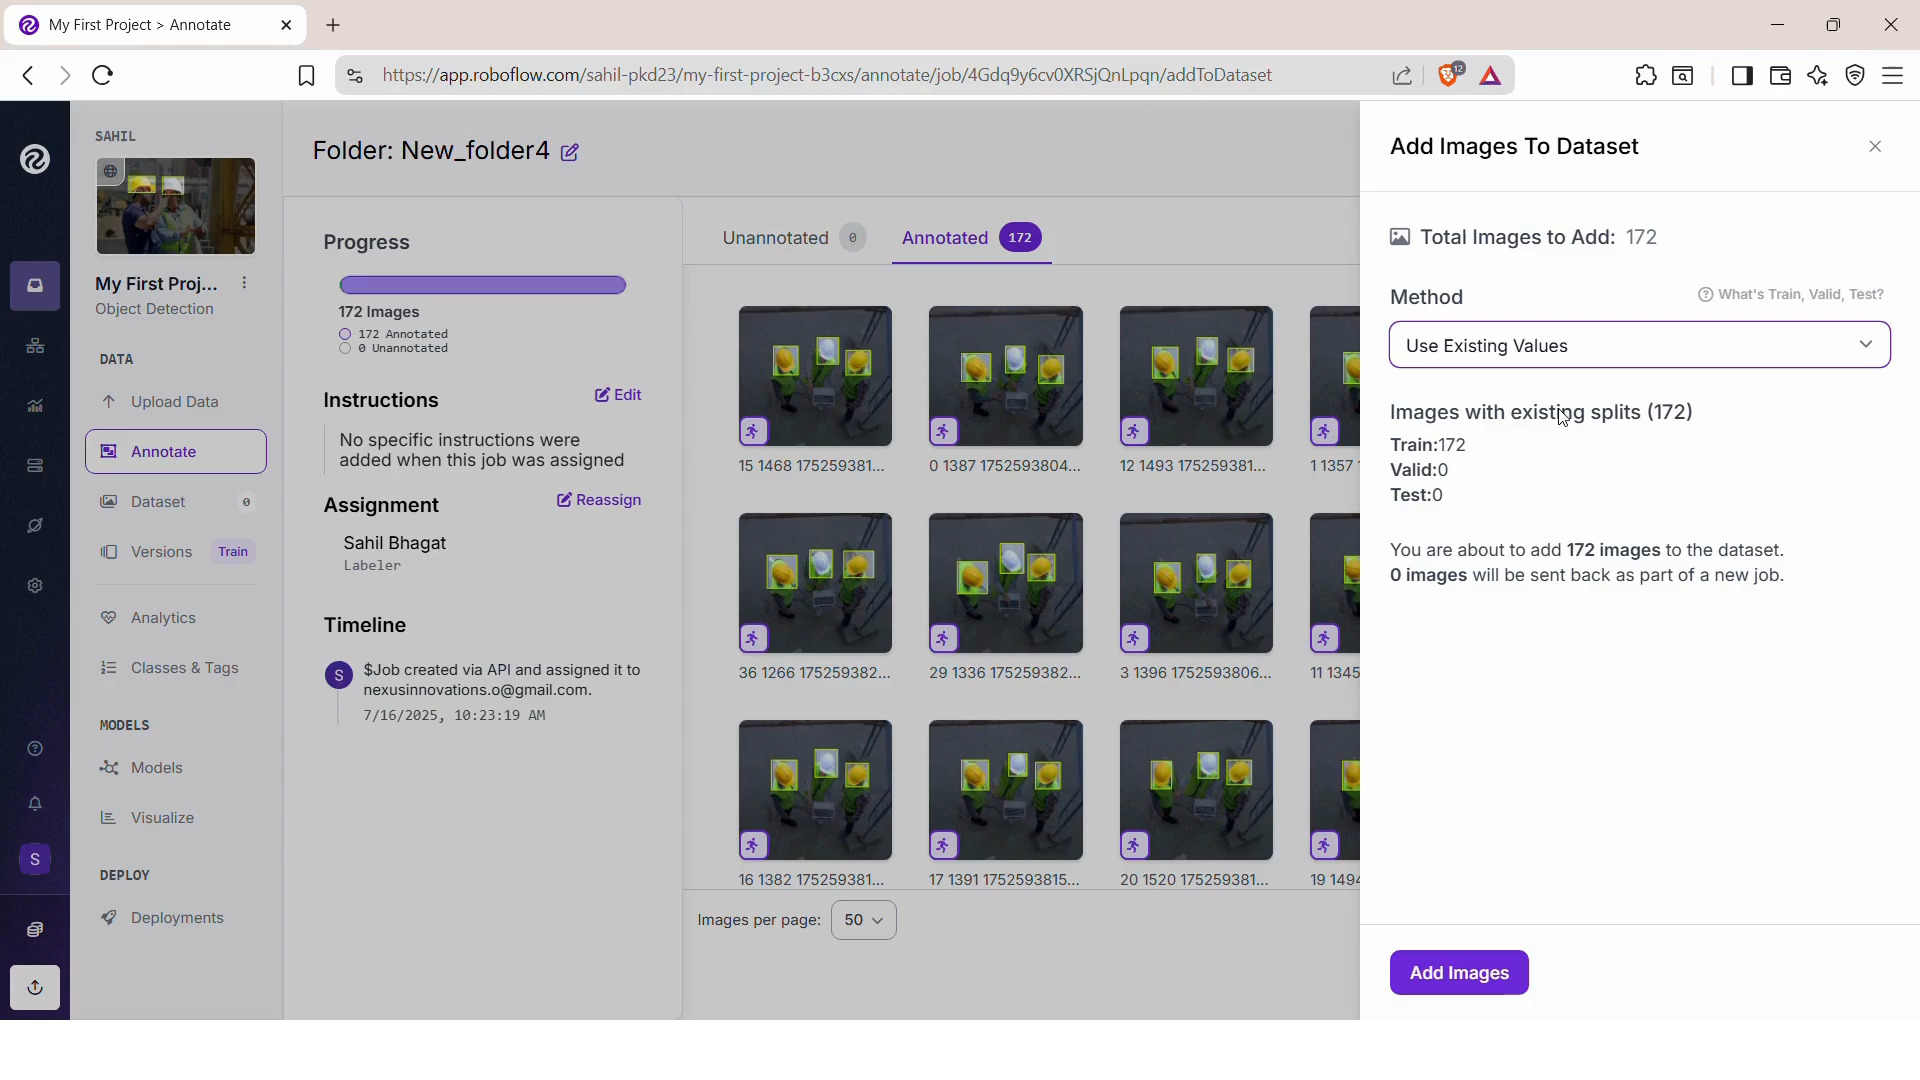 My First Project > Annotate
https://app.roboflow.com/sahil-pkd23/my-first-project-b3cxs/annotate/job/4Gdq9y6cv0XRSjQnLpqn/addToDataset
12
SAHIL
My First Proj...
Object Detection
DATA
Upload Data
Annotate
Dataset 0
Versions Train
Analytics
Classes & Tags
MODELS
Models
Visualize
DEPLOY
Deployments
S
Folder: New_folder4
Progress
172 Images
172 Annotated
0 Unannotated
Instructions
Edit
No specific instructions were
added when this job was assigned
Assignment
Reassign
Sahil Bhagat
Labeler
Timeline
S
$Job created via API and assigned it to
nexusinnovations.o@gmail.com.
7/16/2025, 10:23:19 AM
Unannotated 0
Annotated 172
15 1468 175259381...
0 1387 1752593804...
12 1493 175259381...
1 1357
36 1266 175259382...
29 1336 175259382...
3 1396 1752593806...
11 1345
16 1382 175259381...
17 1391 1752593815...
20 1520 175259381...
19 1494
Images per page: 50
Add Images To Dataset
Total Images to Add: 172
Method
What's Train, Valid, Test?
Use Existing Values
Images with existing splits (172)
Train:172
Valid:0
Test:0
You are about to add 172 images to the dataset.
0 images will be sent back as part of a new job.
Add Images